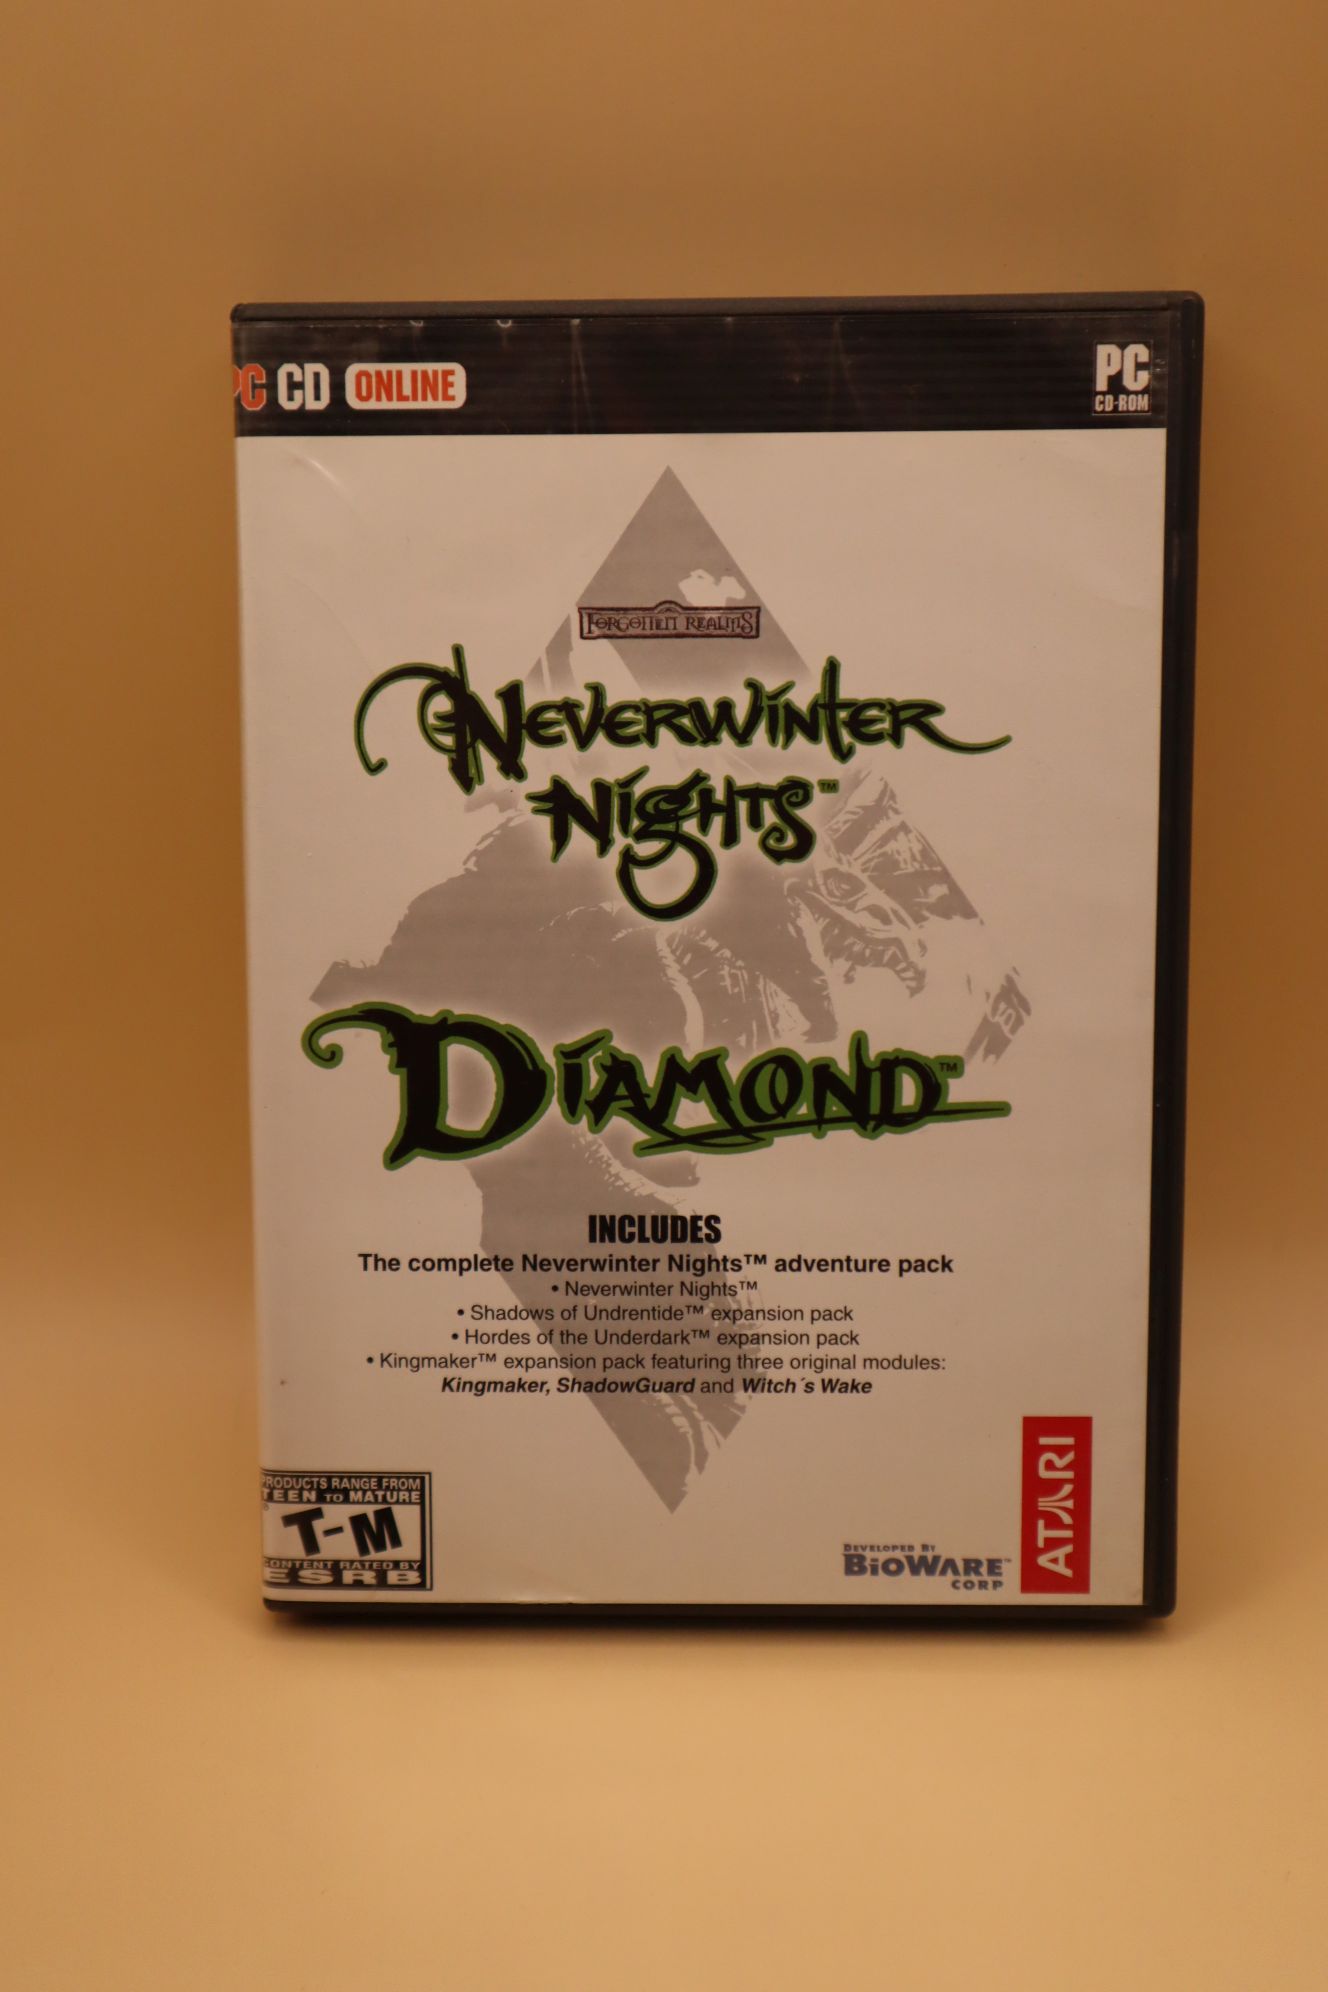 PC CD ONLINE
PC
CD-ROM
FORGOTTEN REALMS
NEVERWINTER
NIGHTS™
DIAMOND™
INCLUDES
The complete Neverwinter Nights™ adventure pack
• Neverwinter Nights™
• Shadows of Undrentide™ expansion pack
• Hordes of the Underdark™ expansion pack
• Kingmaker™ expansion pack featuring three original modules:
Kingmaker, ShadowGuard and Witch´s Wake
PRODUCTS RANGE FROM
TEEN TO MATURE
T-M
®
CONTENT RATED BY
ESRB
DEVELOPED BY
BIOWARE™
CORP
ATARI